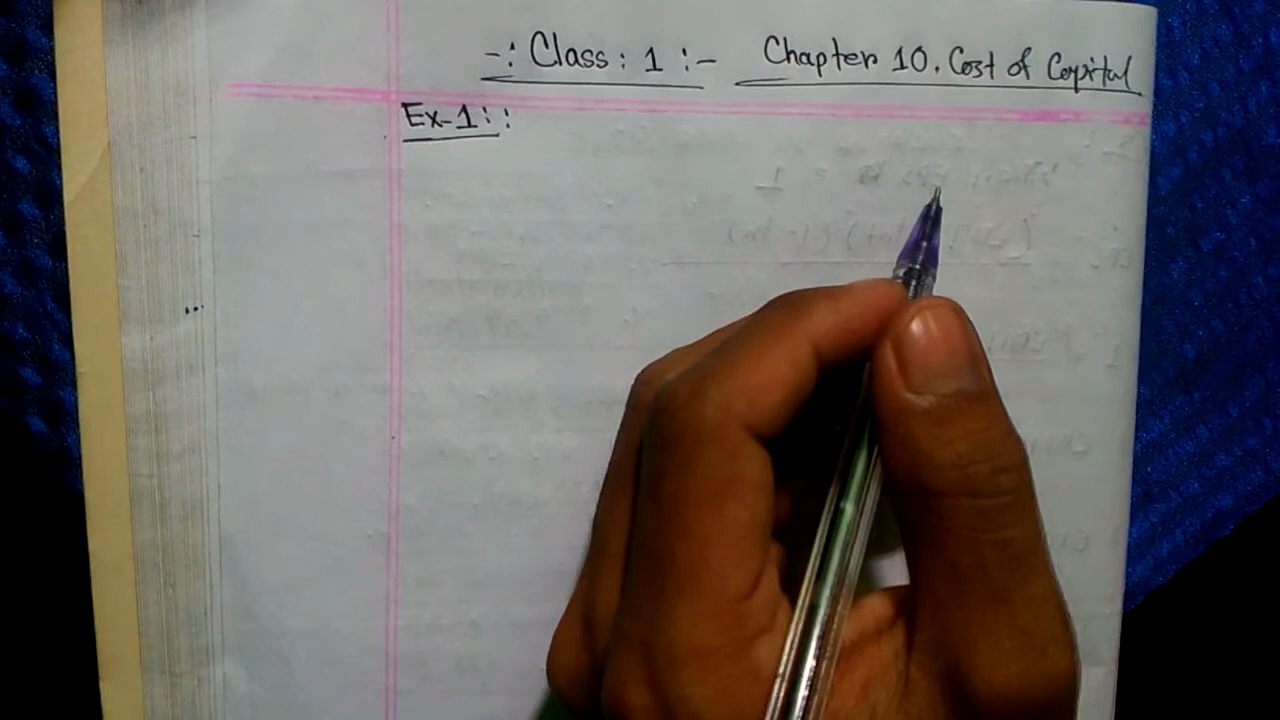 -: Class : 1 :- Chapter 10. Cost of Capital
Ex-1::